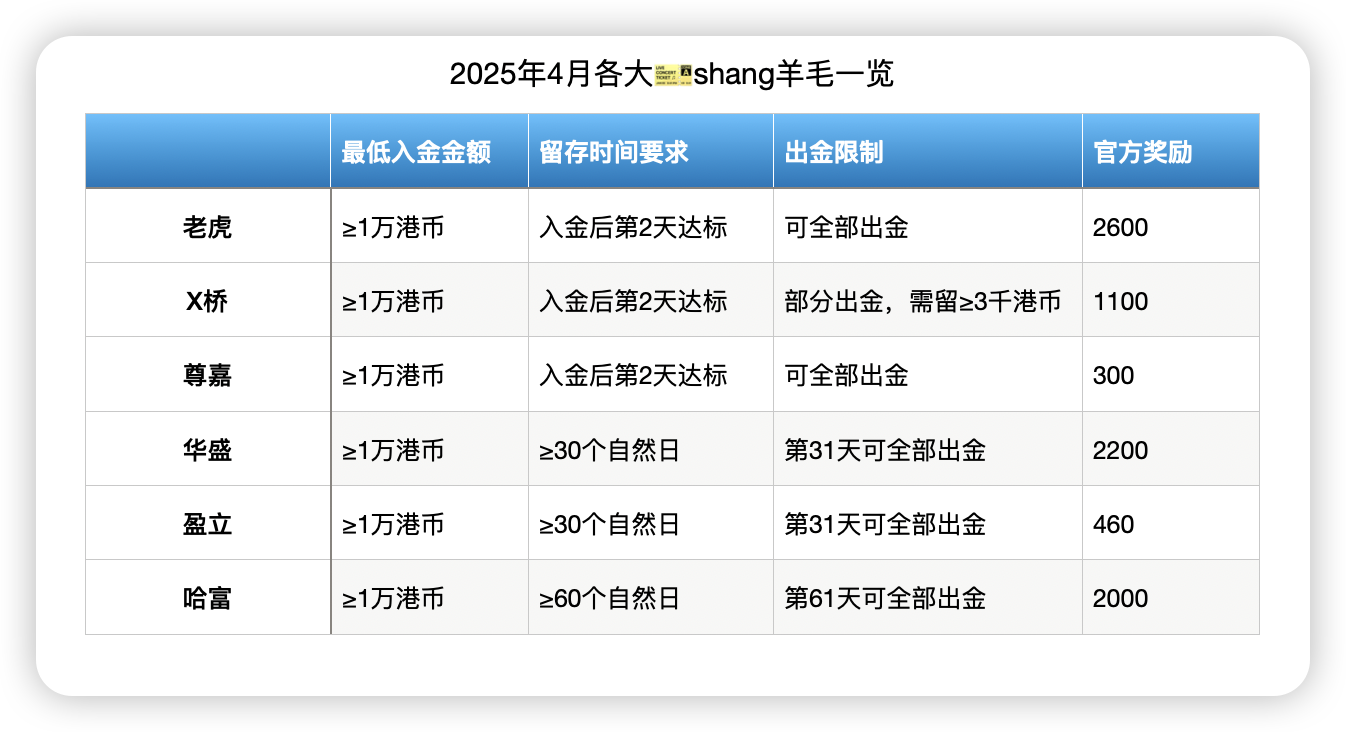 2025年4月各大🎫shang羊毛一览
最低入金金额 留存时间要求 出金限制 官方奖励
老虎 ≥1万港币 入金后第2天达标 可全部出金 2600
X桥 ≥1万港币 入金后第2天达标 部分出金，需留≥3千港币 1100
尊嘉 ≥1万港币 入金后第2天达标 可全部出金 300
华盛 ≥1万港币 ≥30个自然日 第31天可全部出金 2200
盈立 ≥1万港币 ≥30个自然日 第31天可全部出金 460
哈富 ≥1万港币 ≥60个自然日 第61天可全部出金 2000